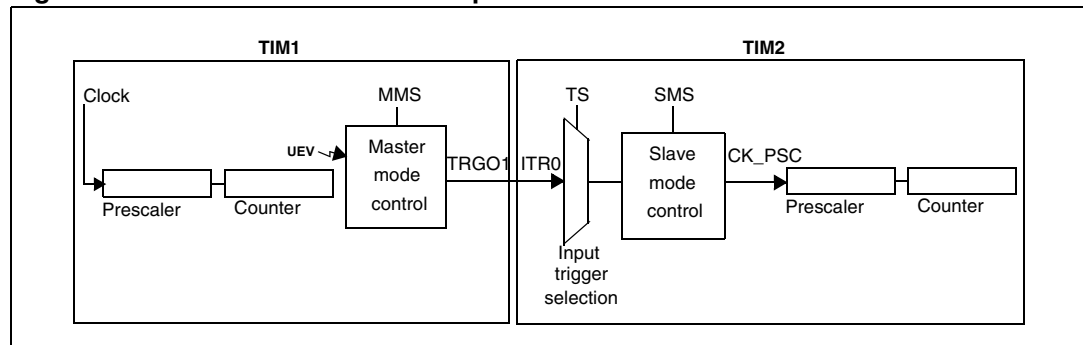 TIM1
TIM2
Clock
MMS
TS
SMS
UEV
Master
mode
control
TRGO1
ITR0
Slave
mode
control
CK_PSC
Prescaler
Counter
Prescaler
Counter
Input
trigger
selection